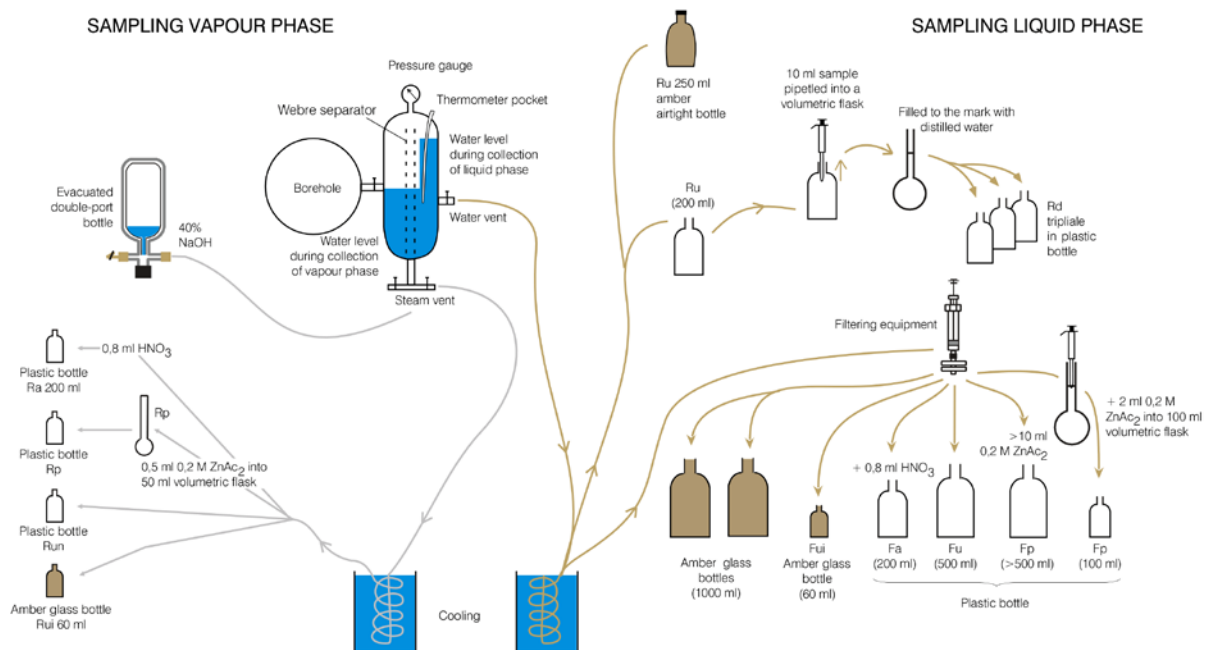 SAMPLING VAPOUR PHASE
SAMPLING LIQUID PHASE
Pressure gauge
Thermometer pocket
Webre separator
Water level
during collection
of liquid phase
Borehole
Water vent
Water level
during collection
of vapour phase
Steam vent
Evacuated
double-port
bottle
40%
NaOH
0,8 ml HNO₃
Plastic bottle
Ra 200 ml
Rp
Plastic bottle
Rp
0,5 ml 0,2 M ZnAc₂ into
50 ml volumetric flask
Plastic bottle
Run
Amber glass bottle
Rui 60 ml
Cooling
Ru 250 ml
amber
airtight bottle
10 ml sample
pipetled into a
volumetric flask
Filled to the mark with
distilled water
Ru
(200 ml)
Rd
tripliale
in plastic
bottle
Filtering equipment
+ 2 ml 0,2 M
ZnAc₂ into 100 ml
volumetric flask
>10 ml
0,2 M ZnAc₂
+ 0,8 ml HNO₃
Amber glass
bottles
(1000 ml)
Fui
Amber glass
bottle
(60 ml)
Fa
(200 ml)
Fu
(500 ml)
Fp
(>500 ml)
Fp
(100 ml)
Plastic bottle